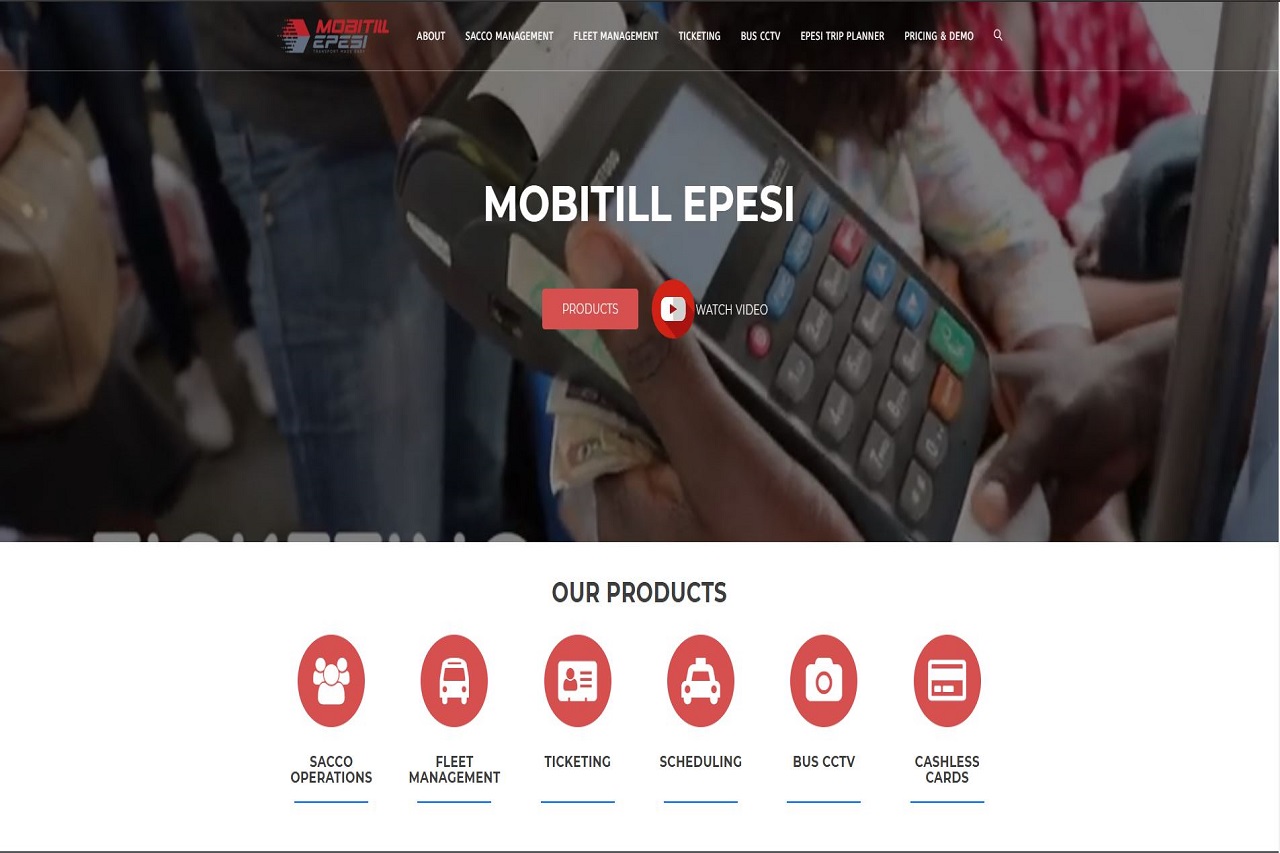 MOBITILL
EPESI
TRANSPORT MADE EASY
ABOUT
SACCO MANAGEMENT
FLEET MANAGEMENT
TICKETING
BUS CCTV
EPESI TRIP PLANNER
PRICING & DEMO
MOBITILL EPESI
PRODUCTS
WATCH VIDEO
OUR PRODUCTS
SACCO
OPERATIONS
FLEET
MANAGEMENT
TICKETING
SCHEDULING
BUS CCTV
CASHLESS
CARDS